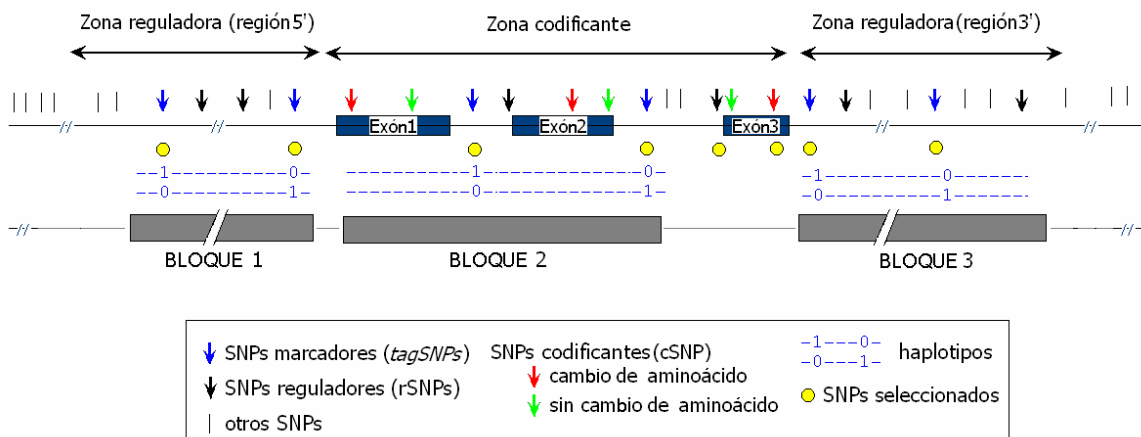 Zona reguladora (región5') Zona codificante Zona reguladora(región3')
Exón1 Exón2 Exón3
1 0 1 0 1 0
0 1 0 1 0 1
BLOQUE 1 BLOQUE 2 BLOQUE 3
SNPs marcadores (tagSNPs)
SNPs reguladores (rSNPs)
otros SNPs
SNPs codificantes(cSNP)
cambio de aminoácido
sin cambio de aminoácido
1 0
0 1
haplotipos
SNPs seleccionados